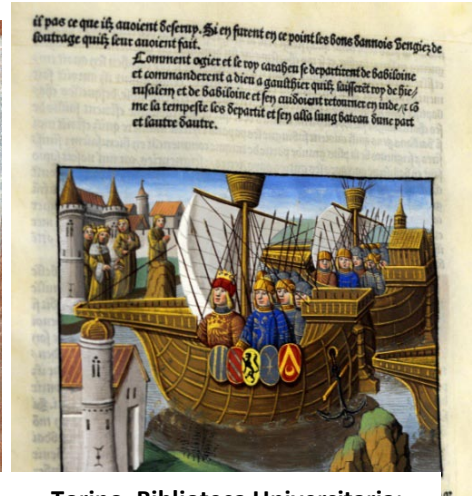 il pas ce que ilz auoient deseruy. Si en furent en ce point les bons dannois Vengiez de
loutrage quilz leur auoient fait.
Comment ogier et le roy caraheu se departirent de babiloine
et commanderent a dieu a gaulthier quilz laisserēt roy de hie/
rusalem et de babiloine et sen cuidoient retourner en inde/et cō
me la tempeste les departit et sen alla lung bateau dune part
et lautre dautre.
Torino, Biblioteca Universitaria: